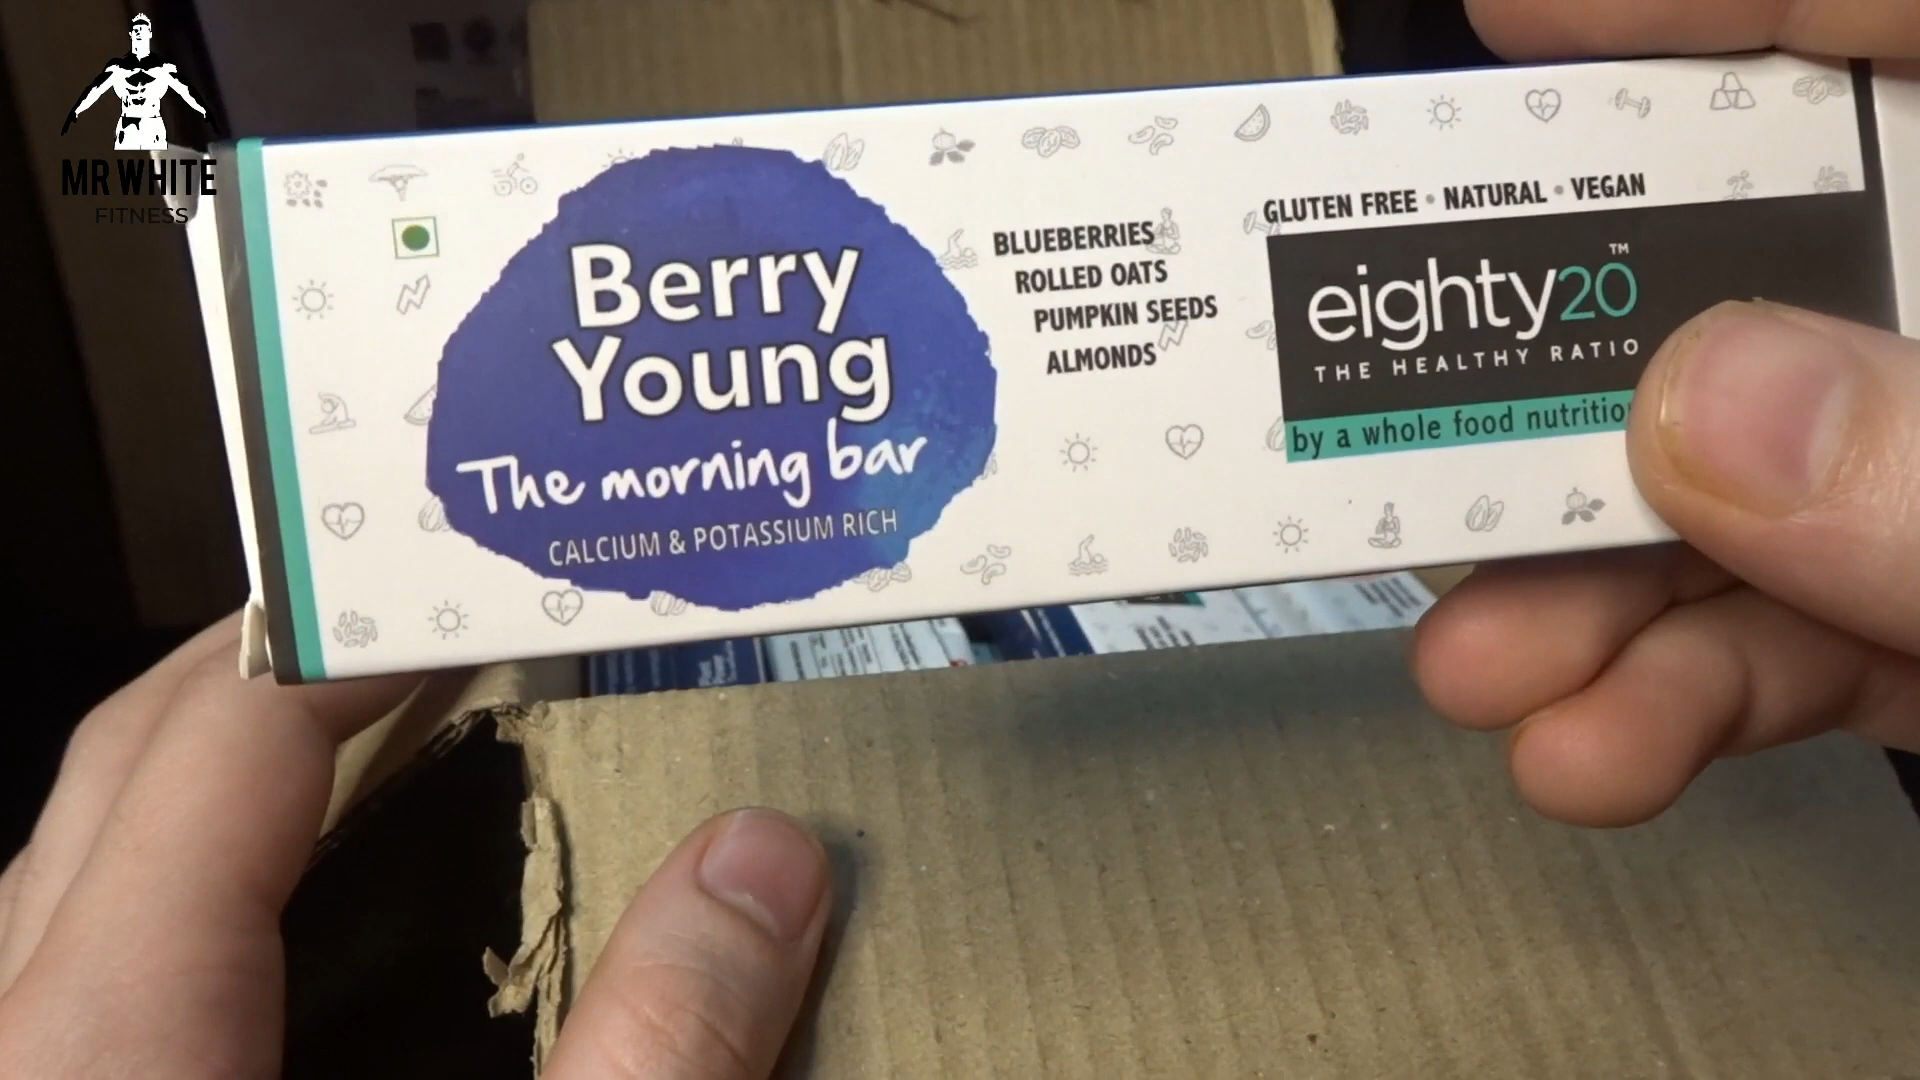 MR WHITE
FITNESS
Berry
Young
The morning bar
CALCIUM & POTASSIUM RICH
BLUEBERRIES
ROLLED OATS
PUMPKIN SEEDS
ALMONDS
GLUTEN FREE • NATURAL • VEGAN
eighty20™
THE HEALTHY RATIO
by a whole food